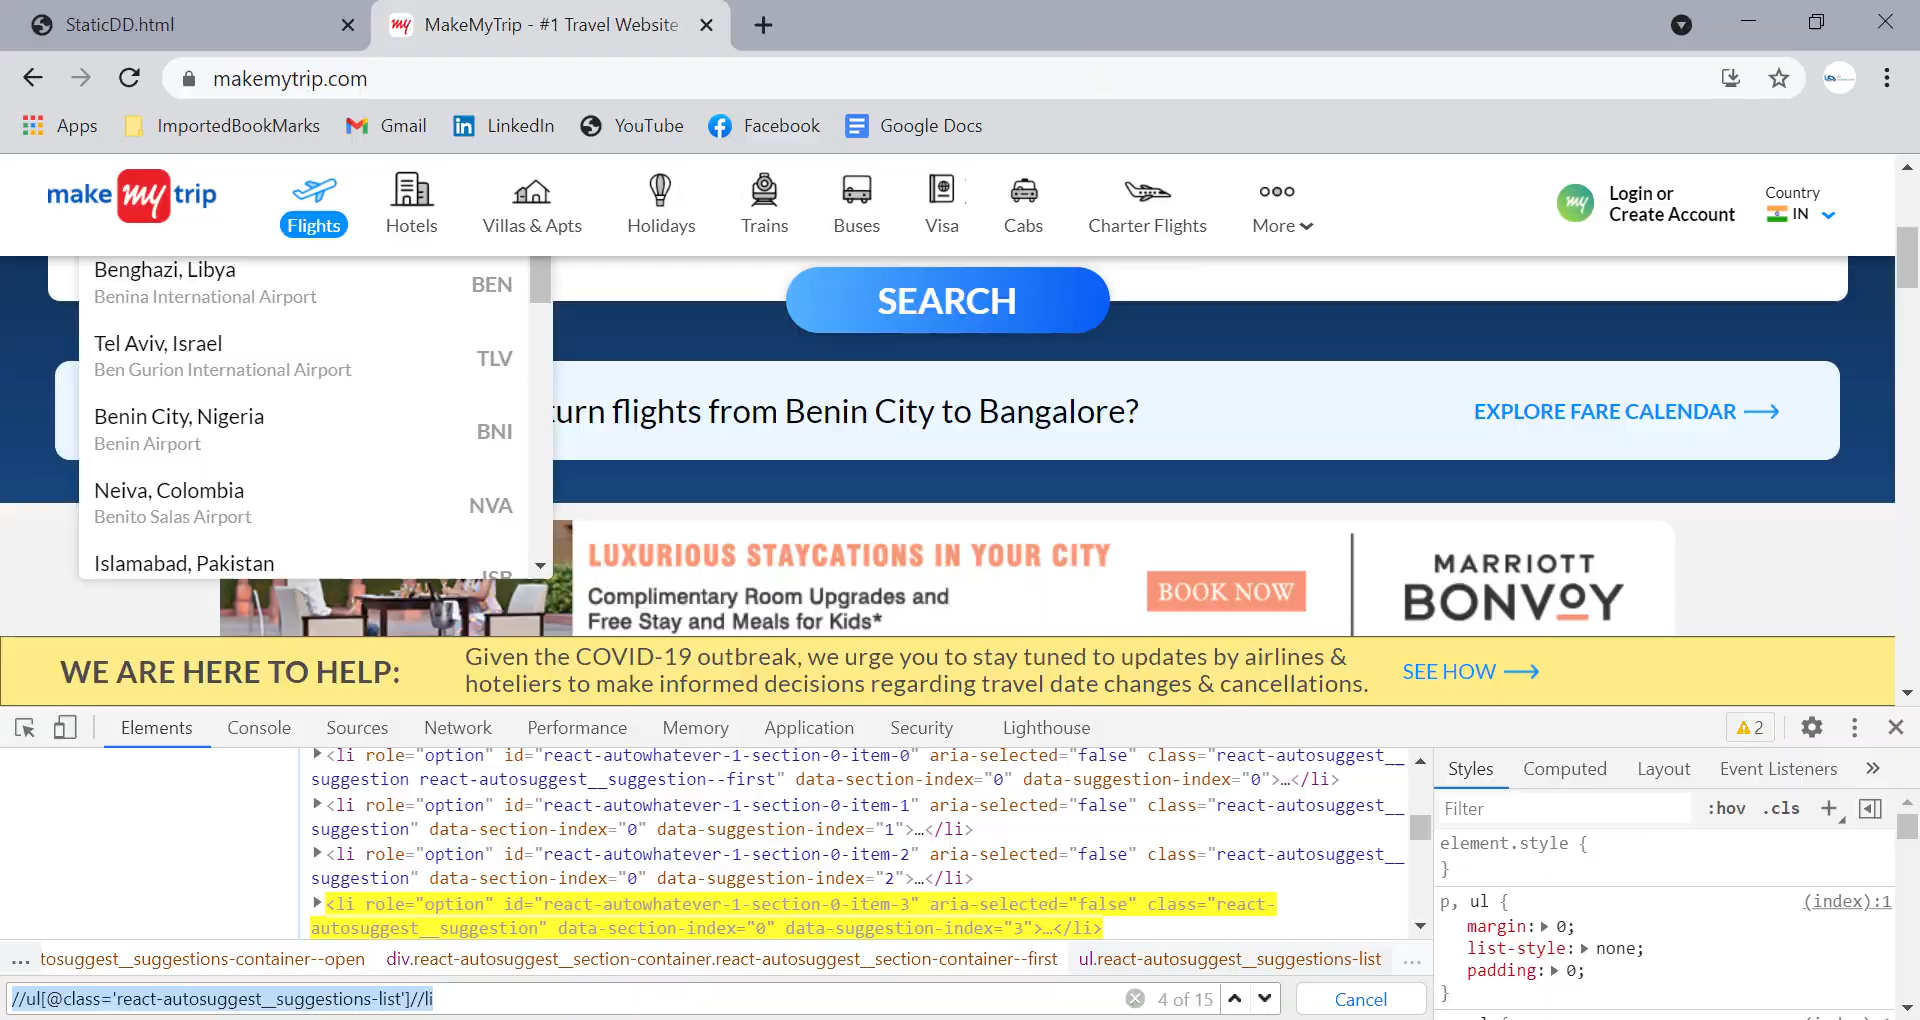 StaticDD.html
MakeMyTrip - #1 Travel Website
makemytrip.com
Apps ImportedBookMarks Gmail LinkedIn YouTube Facebook Google Docs
make my trip
Flights Hotels Villas & Apts Holidays Trains Buses Visa Cabs Charter Flights More
my Login or
Create Account
Country
IN
Benghazi, Libya
Benina International Airport
BEN
Tel Aviv, Israel
Ben Gurion International Airport
TLV
Benin City, Nigeria
Benin Airport
BNI
Neiva, Colombia
Benito Salas Airport
NVA
Islamabad, Pakistan
ISB
SEARCH
turn flights from Benin City to Bangalore?
EXPLORE FARE CALENDAR
LUXURIOUS STAYCATIONS IN YOUR CITY
Complimentary Room Upgrades and
Free Stay and Meals for Kids*
BOOK NOW
MARRIOTT
BONVOY
WE ARE HERE TO HELP:
Given the COVID-19 outbreak, we urge you to stay tuned to updates by airlines &
hoteliers to make informed decisions regarding travel date changes & cancellations.
SEE HOW
Elements Console Sources Network Performance Memory Application Security Lighthouse
2
<li role="option" id="react-autowhatever-1-section-0-item-0" aria-selected="false" class="react-autosuggest__
suggestion react-autosuggest__suggestion--first" data-section-index="0" data-suggestion-index="0">…</li>
<li role="option" id="react-autowhatever-1-section-0-item-1" aria-selected="false" class="react-autosuggest__
suggestion" data-section-index="0" data-suggestion-index="1">…</li>
<li role="option" id="react-autowhatever-1-section-0-item-2" aria-selected="false" class="react-autosuggest__
suggestion" data-section-index="0" data-suggestion-index="2">…</li>
<li role="option" id="react-autowhatever-1-section-0-item-3" aria-selected="false" class="react-
autosuggest__suggestion" data-section-index="0" data-suggestion-index="3">…</li>
... tosuggest__suggestions-container--open div.react-autosuggest__section-container.react-autosuggest__section-container--first ul.react-autosuggest__suggestions-list ...
//ul[@class='react-autosuggest__suggestions-list']//li
4 of 15
Cancel
Styles Computed Layout Event Listeners »
Filter
:hov .cls +
element.style {
}
p, ul {
(index):1
margin: 0;
list-style: none;
padding: 0;
}